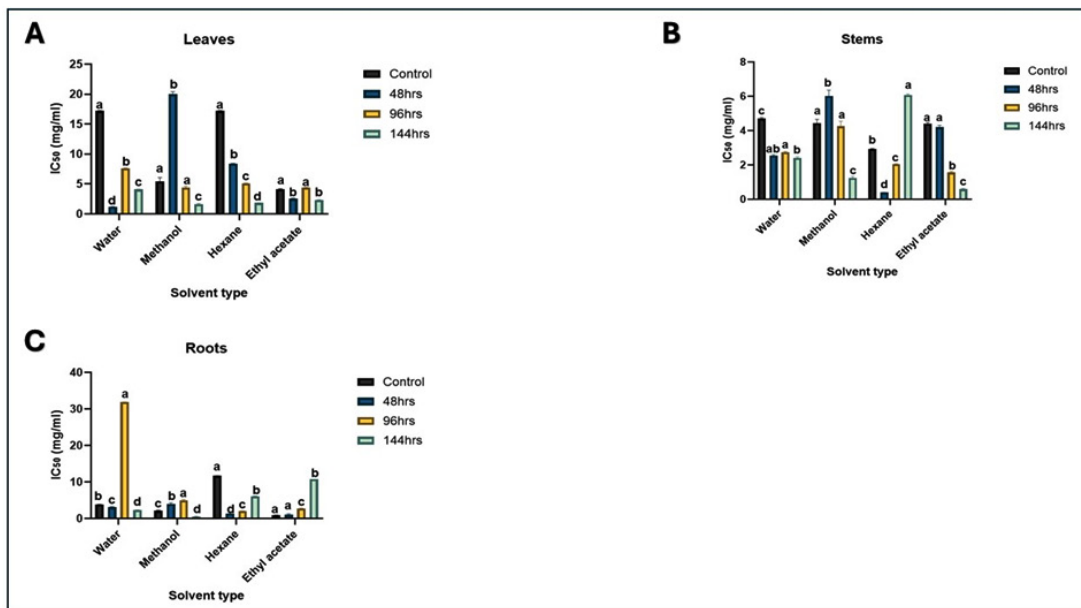 A
Leaves
IC50 (mg/ml)
25
20
15
10
5
0
a
d
b
c
a
b
a
c
a
b
c
d
a
b
a
b
Water
Methanol
Hexane
Ethyl acetate
Solvent type
Control
48hrs
96hrs
144hrs
B
Stems
IC50 (mg/ml)
8
6
4
2
0
c
ab
a
b
a
b
a
c
b
d
c
a
a
a
b
c
Water
Methanol
Hexane
Ethyl acetate
Solvent type
Control
48hrs
96hrs
144hrs
C
Roots
IC50 (mg/ml)
40
30
20
10
0
b
c
a
d
c
b
a
d
a
d
c
b
a
a
c
b
Water
Methanol
Hexane
Ethyl acetate
Solvent type
Control
48hrs
96hrs
144hrs